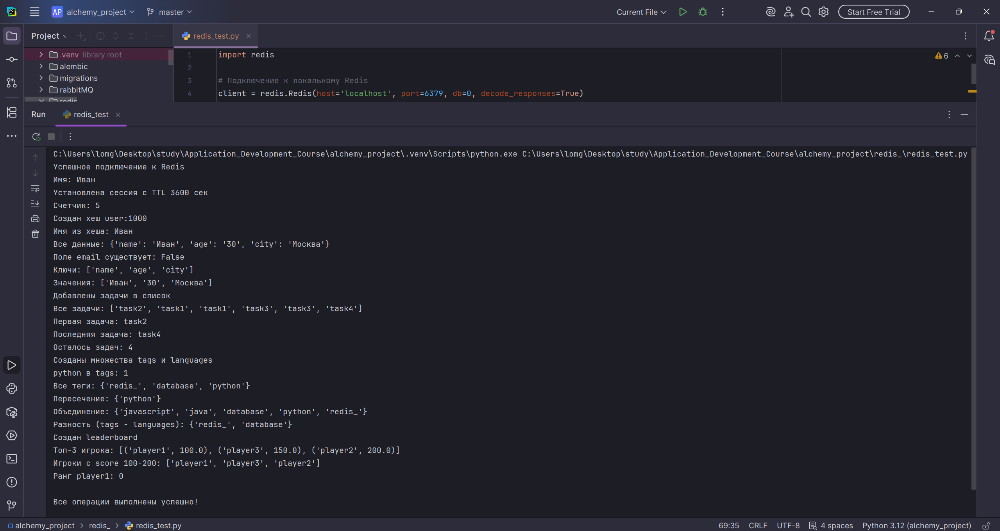 AP alchemy_project master Current File Start Free Trial
Project redis_test.py
.venv library root
alembic
migrations
rabbitMQ
redis_
1 import redis 6
2
3 # Подключение к локальному Redis
4 client = redis.Redis(host='localhost', port=6379, db=0, decode_responses=True)
Run redis_test
C:\Users\lomg\Desktop\study\Application_Development_Course\alchemy_project\.venv\Scripts\python.exe C:\Users\lomg\Desktop\study\Application_Development_Course\alchemy_project\redis_\redis_test.py
Успешное подключение к Redis
Имя: Иван
Установлена сессия с TTL 3600 сек
Счетчик: 5
Создан хеш user:1000
Имя из хеша: Иван
Все данные: {'name': 'Иван', 'age': '30', 'city': 'Москва'}
Поле email существует: False
Ключи: ['name', 'age', 'city']
Значения: ['Иван', '30', 'Москва']
Добавлены задачи в список
Все задачи: ['task2', 'task1', 'task1', 'task3', 'task3', 'task4']
Первая задача: task2
Последняя задача: task4
Осталось задач: 4
Созданы множества tags и languages
python в tags: 1
Все теги: {'redis_', 'database', 'python'}
Пересечение: {'python'}
Объединение: {'javascript', 'java', 'database', 'python', 'redis_'}
Разность (tags - languages): {'redis_', 'database'}
Создан leaderboard
Топ-3 игрока: [('player1', 100.0), ('player3', 150.0), ('player2', 200.0)]
Игроки с score 100-200: ['player1', 'player3', 'player2']
Ранг player1: 0
Все операции выполнены успешно!
alchemy_project > redis_ > redis_test.py 69:35 CRLF UTF-8 4 spaces Python 3.12 (alchemy_project)